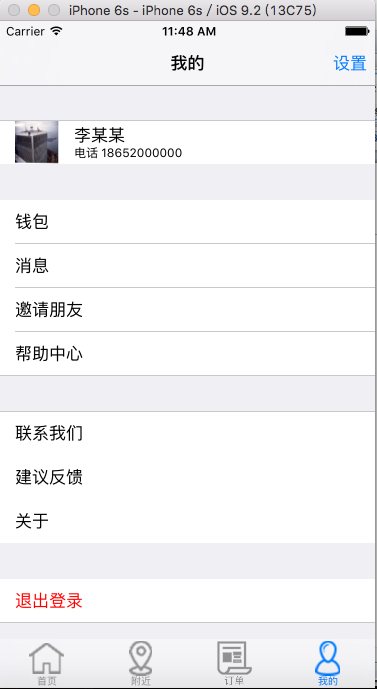 iPhone 6s - iPhone 6s / iOS 9.2 (13C75)
Carrier 11:48 AM
我的 设置
李某某
电话 18652000000
钱包
消息
邀请朋友
帮助中心
联系我们
建议反馈
关于
退出登录
首页 附近 订单 我的